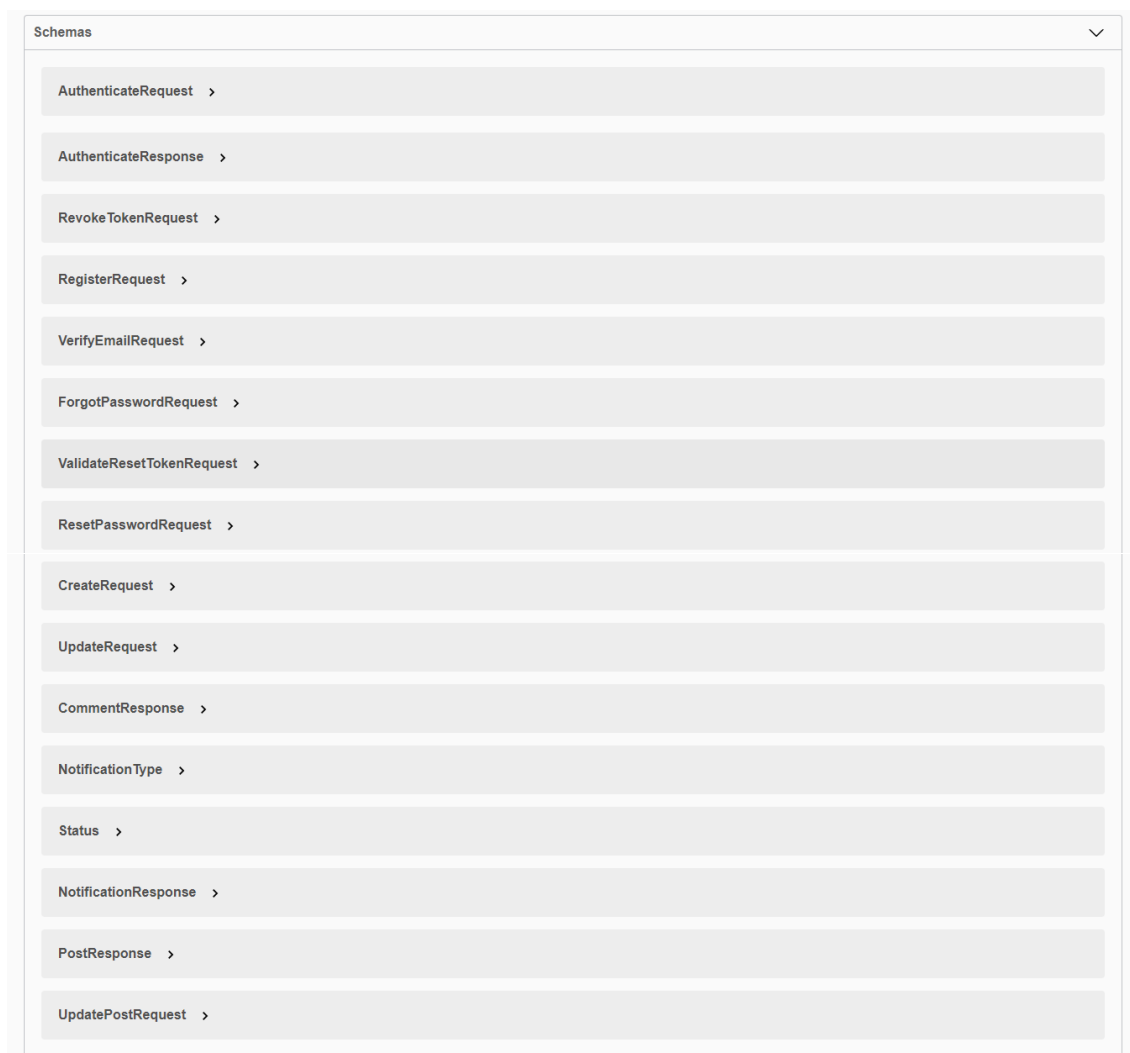 Schemas
AuthenticateRequest
AuthenticateResponse
RevokeTokenRequest
RegisterRequest
VerifyEmailRequest
ForgotPasswordRequest
ValidateResetTokenRequest
ResetPasswordRequest
CreateRequest
UpdateRequest
CommentResponse
NotificationType
Status
NotificationResponse
PostResponse
UpdatePostRequest